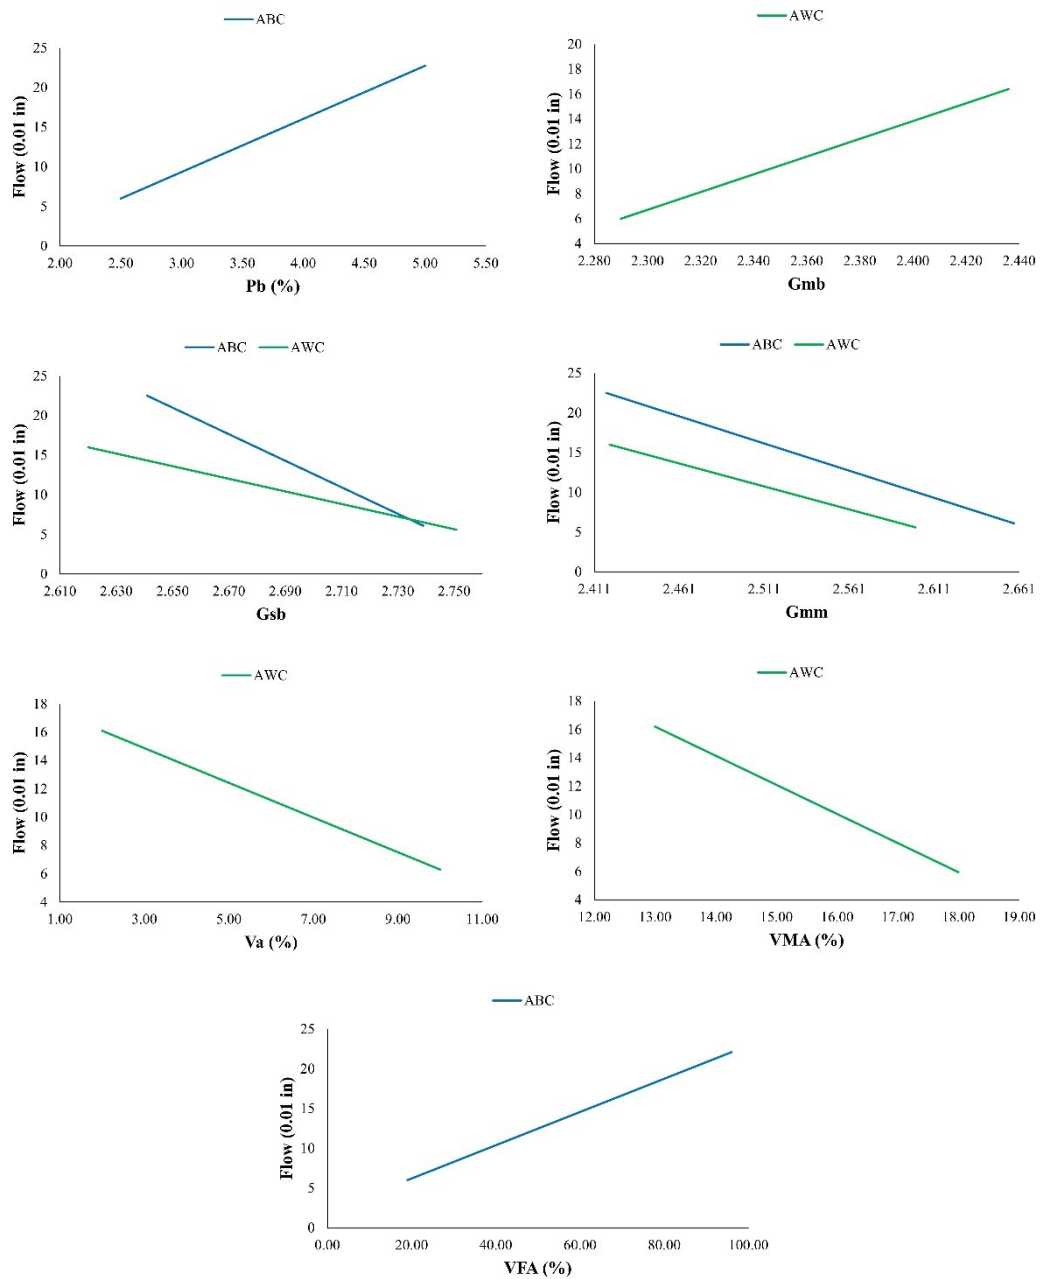 ABC
25
20
15
10
5
0
Flow (0.01 in)
2.00 2.50 3.00 3.50 4.00 4.50 5.00 5.50
Pb (%)
AWC
20
18
16
14
12
10
8
6
4
Flow (0.01 in)
2.280 2.300 2.320 2.340 2.360 2.380 2.400 2.420 2.440
Gmb
ABC AWC
25
20
15
10
5
0
Flow (0.01 in)
2.610 2.630 2.650 2.670 2.690 2.710 2.730 2.750
Gsb
ABC AWC
25
20
15
10
5
0
Flow (0.01 in)
2.411 2.461 2.511 2.561 2.611 2.661
Gmm
AWC
18
16
14
12
10
8
6
4
Flow (0.01 in)
1.00 3.00 5.00 7.00 9.00 11.00
Va (%)
AWC
18
16
14
12
10
8
6
4
Flow (0.01 in)
12.00 13.00 14.00 15.00 16.00 17.00 18.00 19.00
VMA (%)
ABC
25
20
15
10
5
0
Flow (0.01 in)
0.00 20.00 40.00 60.00 80.00 100.00
VFA (%)